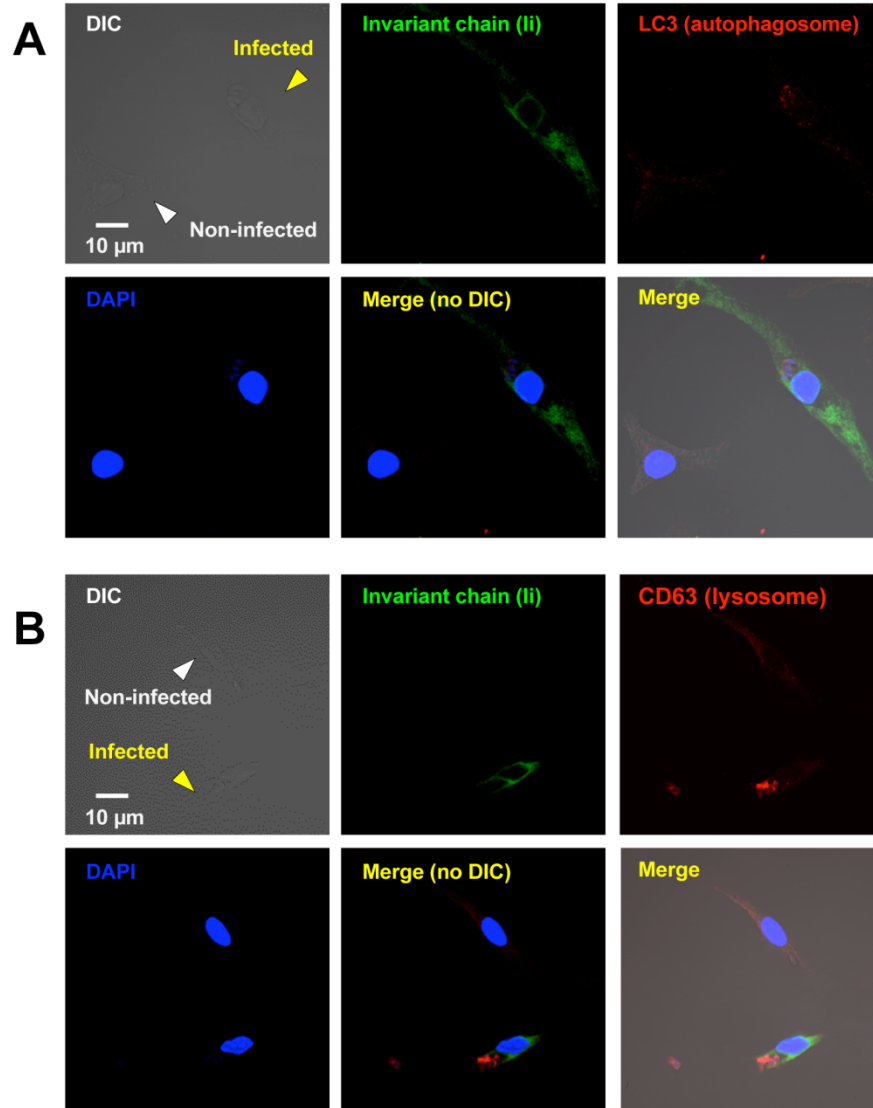 A
DIC
Infected
Non-infected
10 µm
Invariant chain (Ii)
LC3 (autophagosome)
DAPI
Merge (no DIC)
Merge
B
DIC
Non-infected
Infected
10 µm
Invariant chain (Ii)
CD63 (lysosome)
DAPI
Merge (no DIC)
Merge